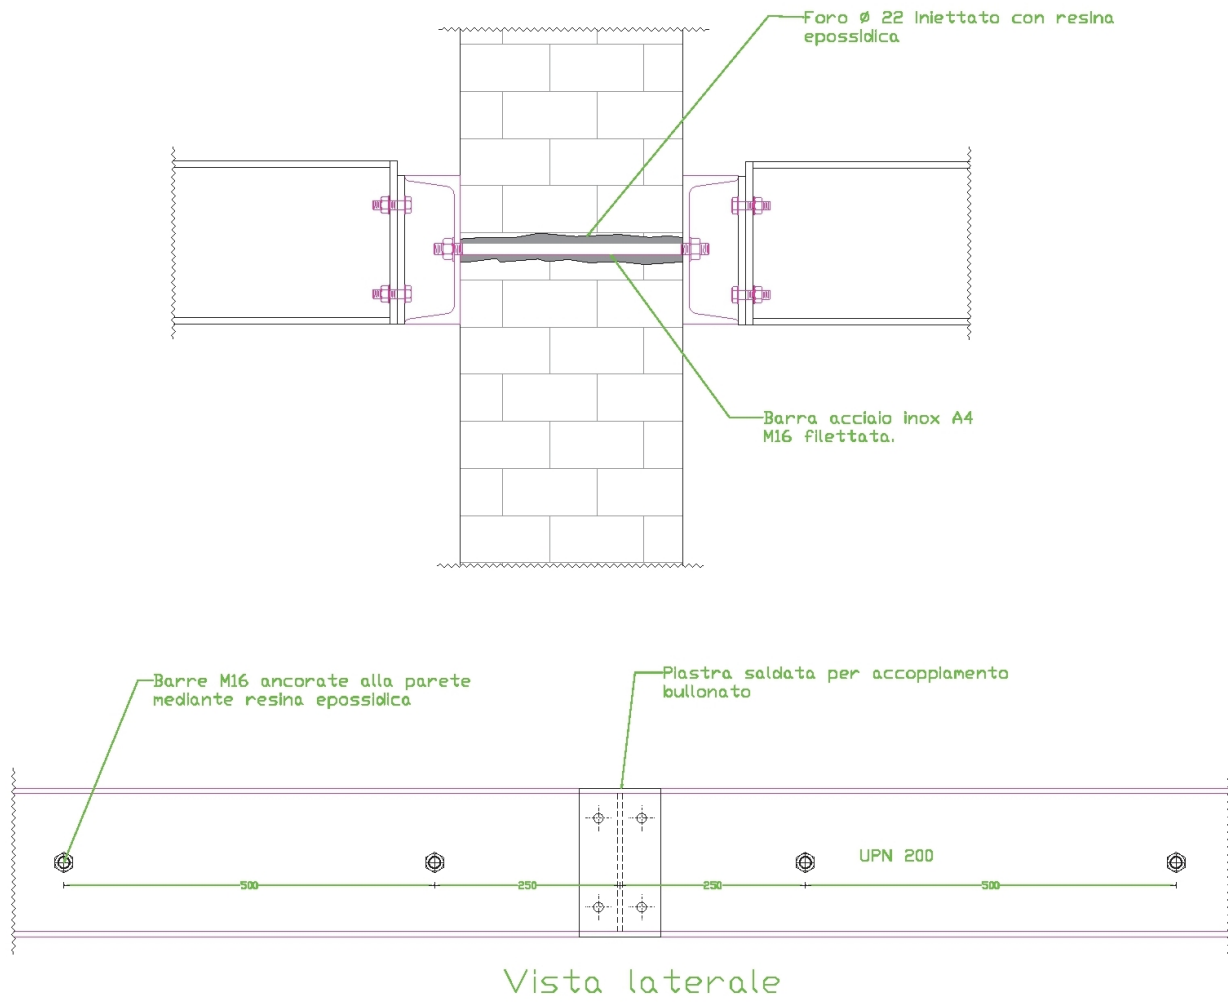 Foro Ø 22 iniettato con resina
epossidica
Barra acciaio inox A4
M16 filettata.
Barre M16 ancorate alla parete
mediante resina epossidica
Piastra saldata per accoppiamento
bullonato
UPN 200
500
250
250
500
Vista laterale